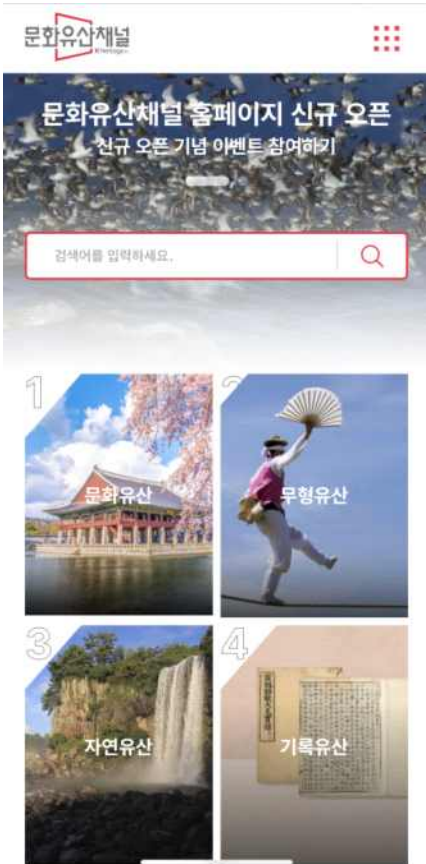 문화유산채널
문화유산채널 홈페이지 신규 오픈
신규 오픈 기념 이벤트 참여하기
검색어를 입력하세요.
1
문화유산
2
무형유산
3
자연유산
4
기록유산